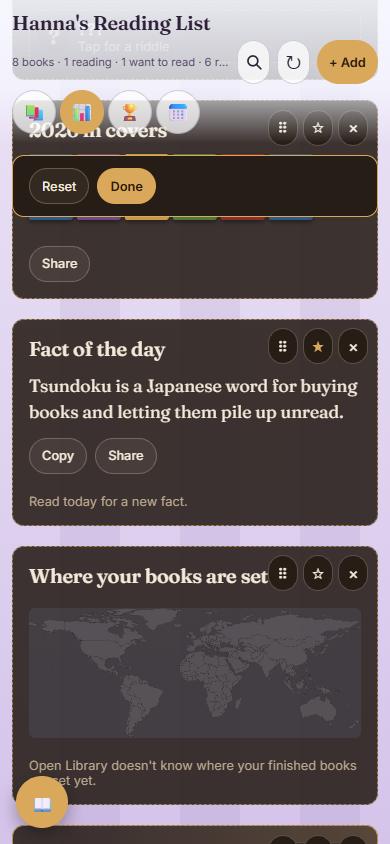 Hanna's Reading List
Tap for a riddle
8 books · 1 reading · 1 want to read · 6 r...
+ Add
2026 in covers
Reset
Done
Share
Fact of the day
Tsundoku is a Japanese word for buying
books and letting them pile up unread.
Copy
Share
Read today for a new fact.
Where your books are set
Open Library doesn't know where your finished books
set yet.